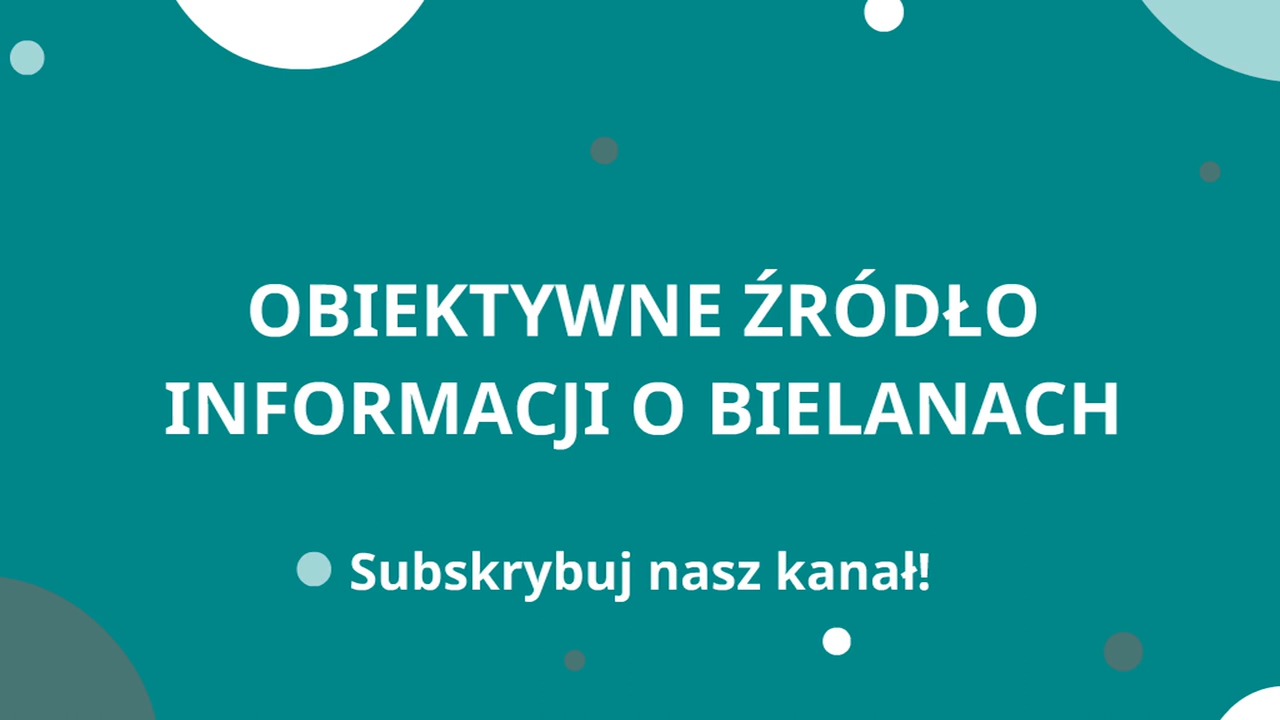 OBIEKTYWNE ŹRÓDŁO
INFORMACJI O BIELANACH
Subskrybuj nasz kanał!